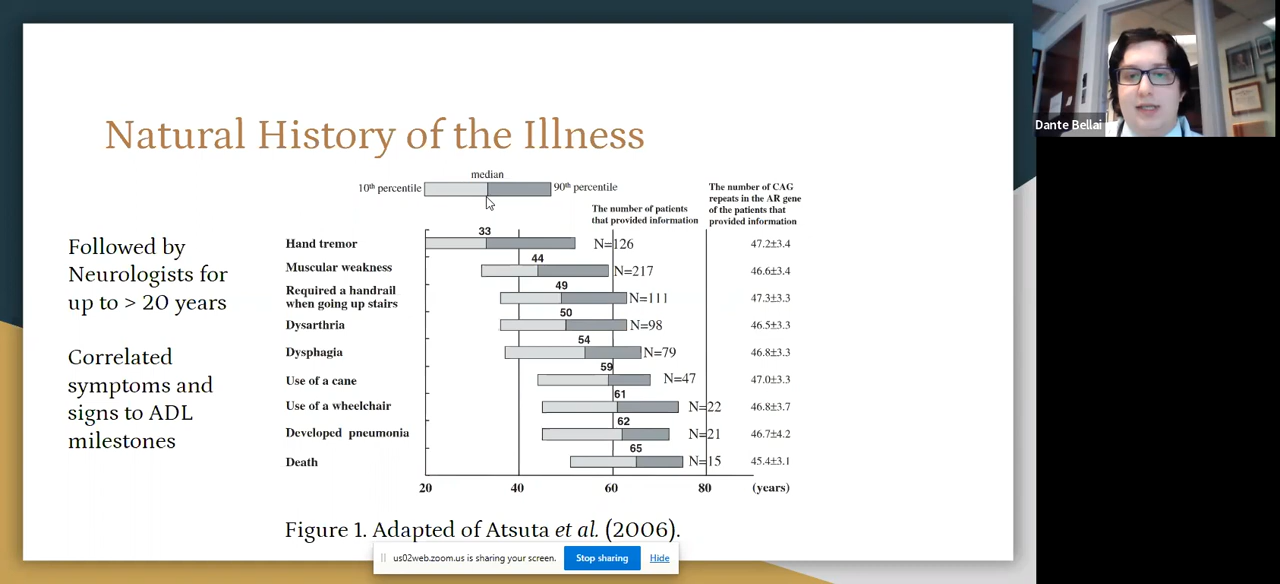 Natural History of the Illness
Dante Bellai
median
10th percentile
90th percentile
The number of patients
that provided information
The number of CAG
repeats in the AR gene
of the patients that
provided information
Followed by
Neurologists for
up to > 20 years
Correlated
symptoms and
signs to ADL
milestones
Hand tremor 33 N=126 47.2±3.4
Muscular weakness 44 N=217 46.6±3.4
Required a handrail
when going up stairs 49 N=111 47.3±3.3
Dysarthria 50 N=98 46.5±3.3
Dysphagia 54 N=79 46.8±3.3
Use of a cane 59 N=47 47.0±3.3
Use of a wheelchair 61 N=22 46.8±3.7
Developed pneumonia 62 N=21 46.7±4.2
Death 65 N=15 45.4±3.1
20 40 60 80 (years)
Figure 1. Adapted of Atsuta et al. (2006).
us02web.zoom.us is sharing your screen. Stop sharing Hide